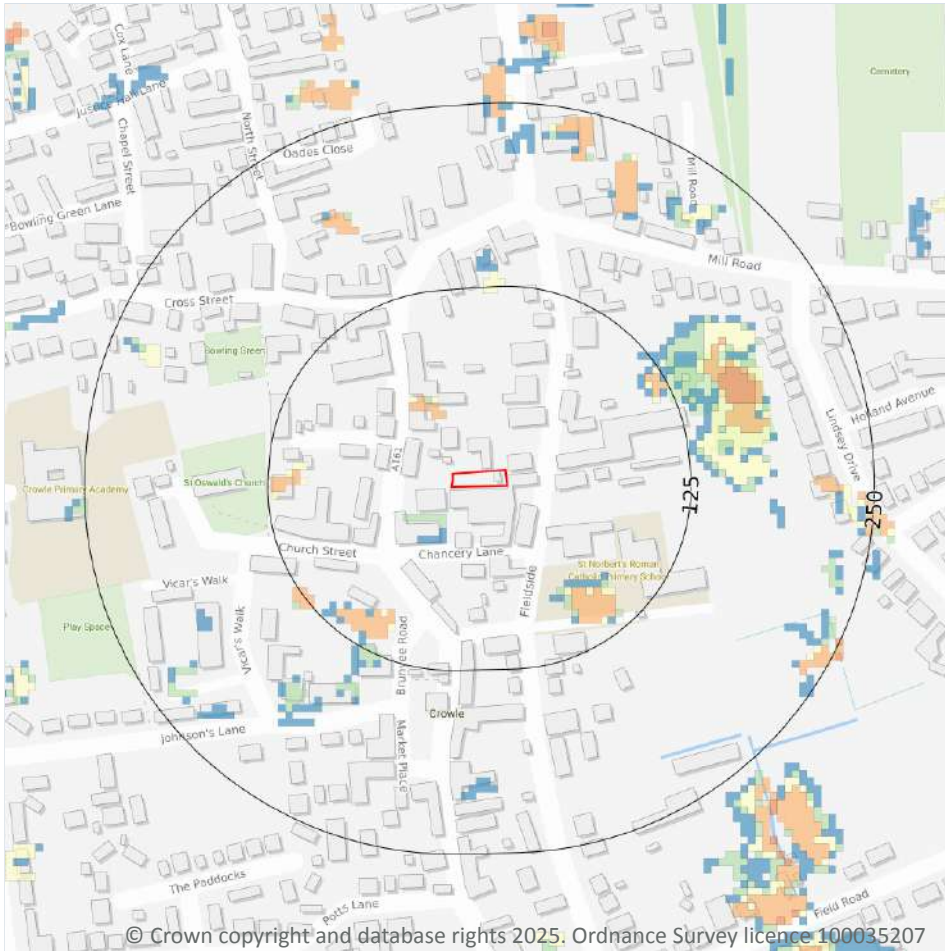 Cox Lane
Cemetery
Justice Hall Lane
Chapel Street
North Street
Oades Close
Mill Road
Bowling Green Lane
Mill Road
Cross Street
Bowling Green
Holland Avenue
Lindsey Drive
A161
Crowle Primary Academy
St Oswald's Church
125
250
Church Street
Chancery Lane
St Norbert's Roman
Catholic Primary School
Vicar's Walk
Fieldside
Play Space
Vicar's Walk
Brunyee Road
Crowle
Johnson's Lane
Market Place
The Paddocks
Potts Lane
Field Road
© Crown copyright and database rights 2025. Ordnance Survey licence 100035207